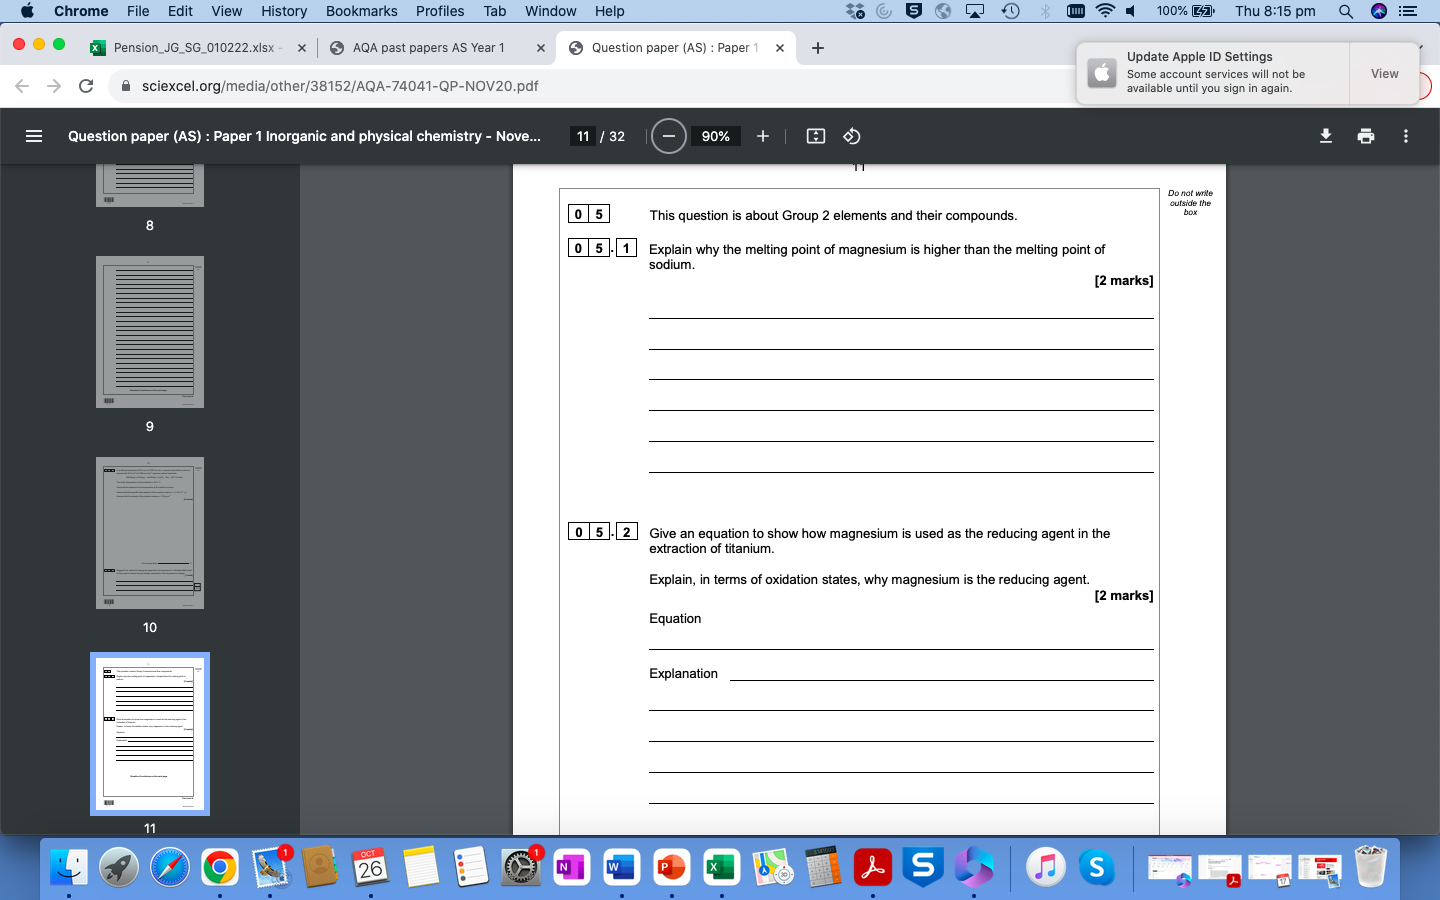 Chrome File Edit View History Bookmarks Profiles Tab Window Help 100% Thu 8:15 pm
Pension_JG_SG_010222.xlsx - AQA past papers AS Year 1 Question paper (AS) : Paper 1
Update Apple ID Settings
Some account services will not be
available until you sign in again.
View
sciexcel.org/media/other/38152/AQA-74041-QP-NOV20.pdf
Question paper (AS) : Paper 1 Inorganic and physical chemistry - Nove... 11 / 32 90%
8
9
10
11
11
Do not write
outside the
box
0 5 This question is about Group 2 elements and their compounds.
0 5 . 1 Explain why the melting point of magnesium is higher than the melting point of
sodium.
[2 marks]
0 5 . 2 Give an equation to show how magnesium is used as the reducing agent in the
extraction of titanium.
Explain, in terms of oxidation states, why magnesium is the reducing agent.
[2 marks]
Equation
Explanation
1
OCT
26
1
N
W
P
X
3D
S
S
17